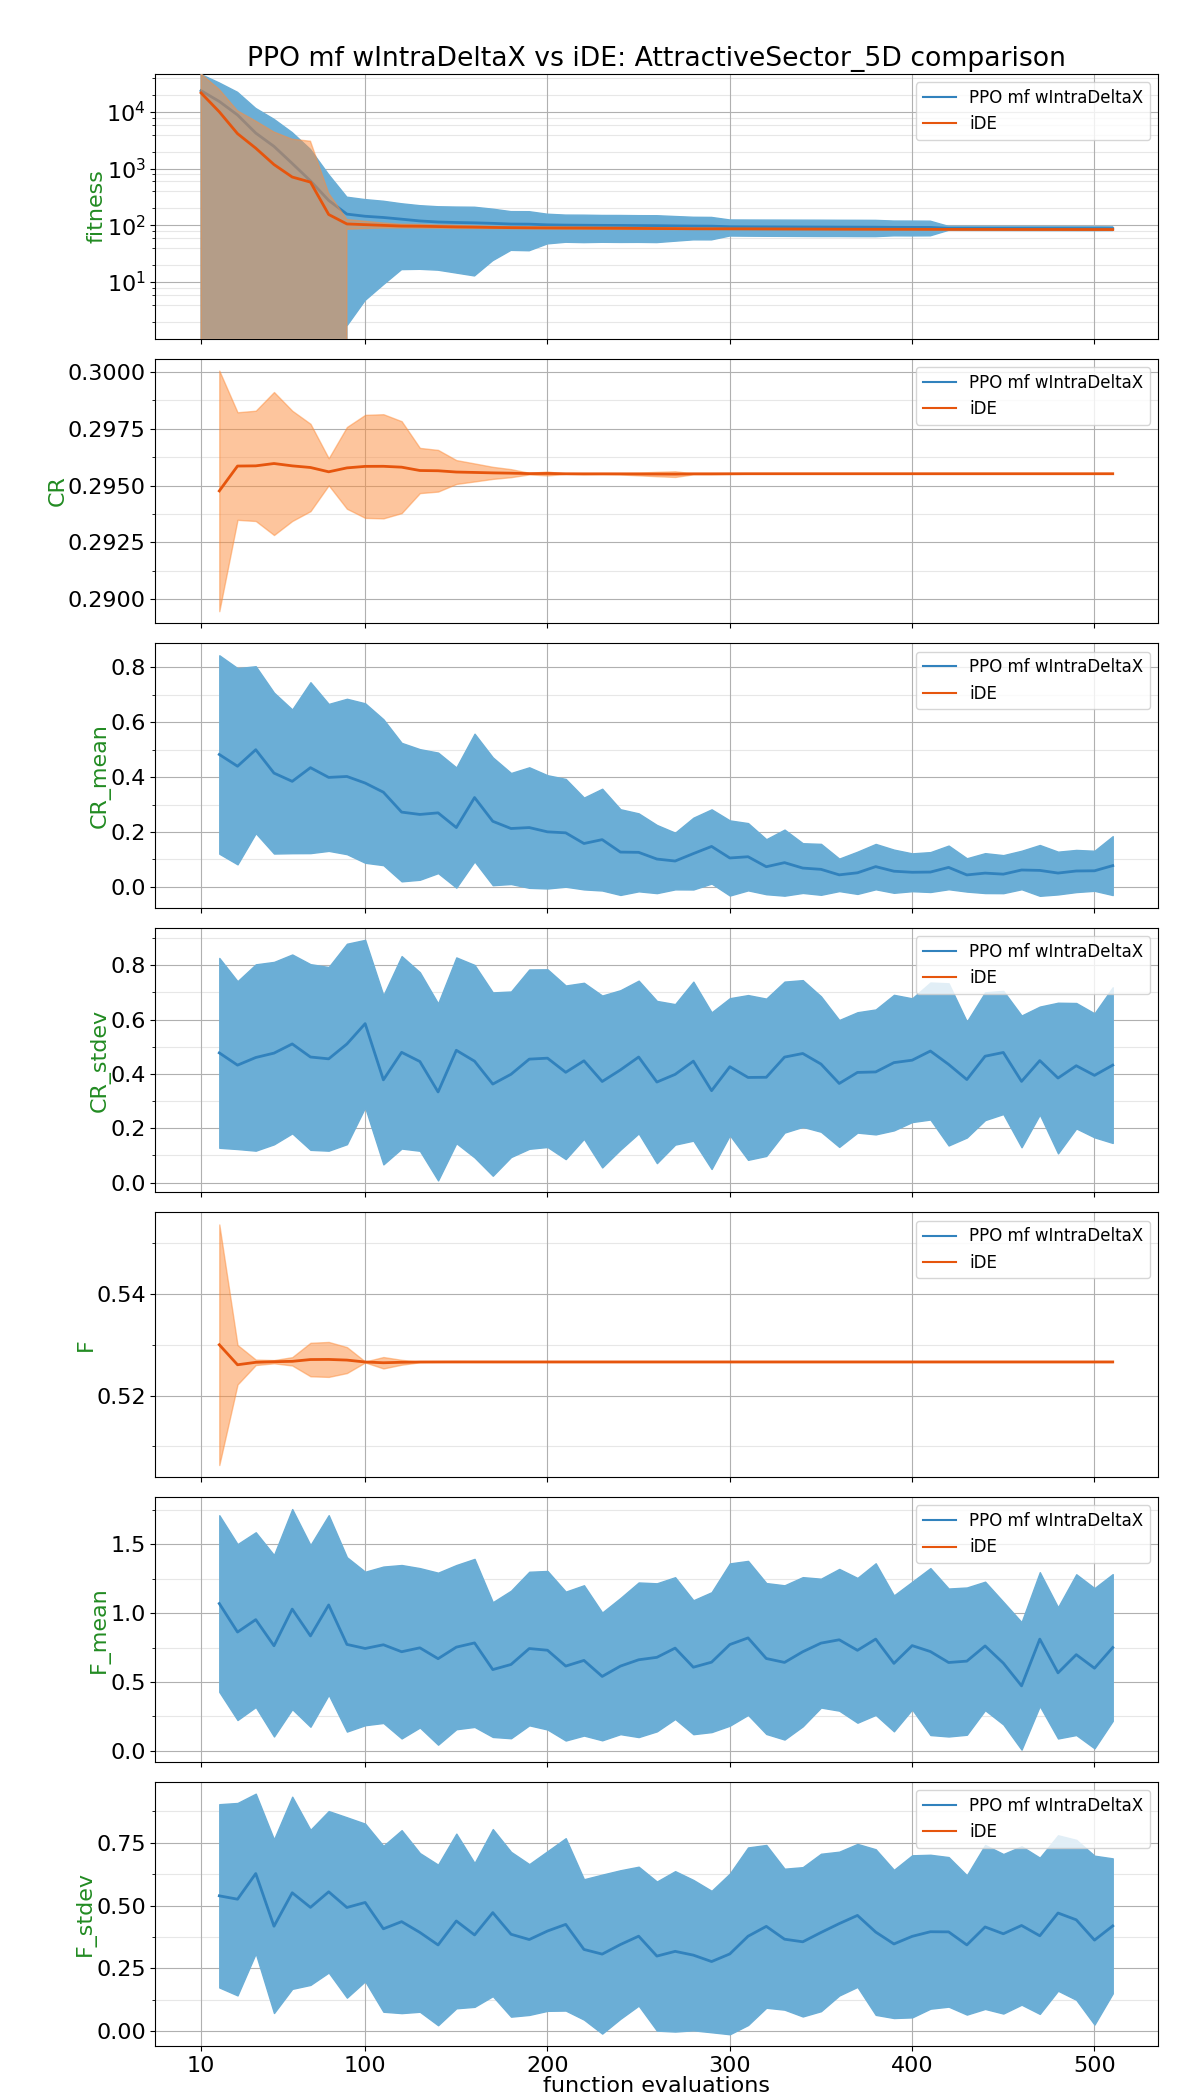 PPO mf wIntraDeltaX vs iDE: AttractiveSector_5D comparison
10^4
10^3
10^2
10^1
fitness
PPO mf wIntraDeltaX
iDE
0.3000
0.2975
0.2950
0.2925
0.2900
CR
PPO mf wIntraDeltaX
iDE
0.8
0.6
0.4
0.2
0.0
CR_mean
PPO mf wIntraDeltaX
iDE
0.8
0.6
0.4
0.2
0.0
CR_stdev
PPO mf wIntraDeltaX
iDE
0.54
0.52
F
PPO mf wIntraDeltaX
iDE
1.5
1.0
0.5
0.0
F_mean
PPO mf wIntraDeltaX
iDE
0.75
0.50
0.25
0.00
F_stdev
PPO mf wIntraDeltaX
iDE
10 100 200 300 400 500
function evaluations